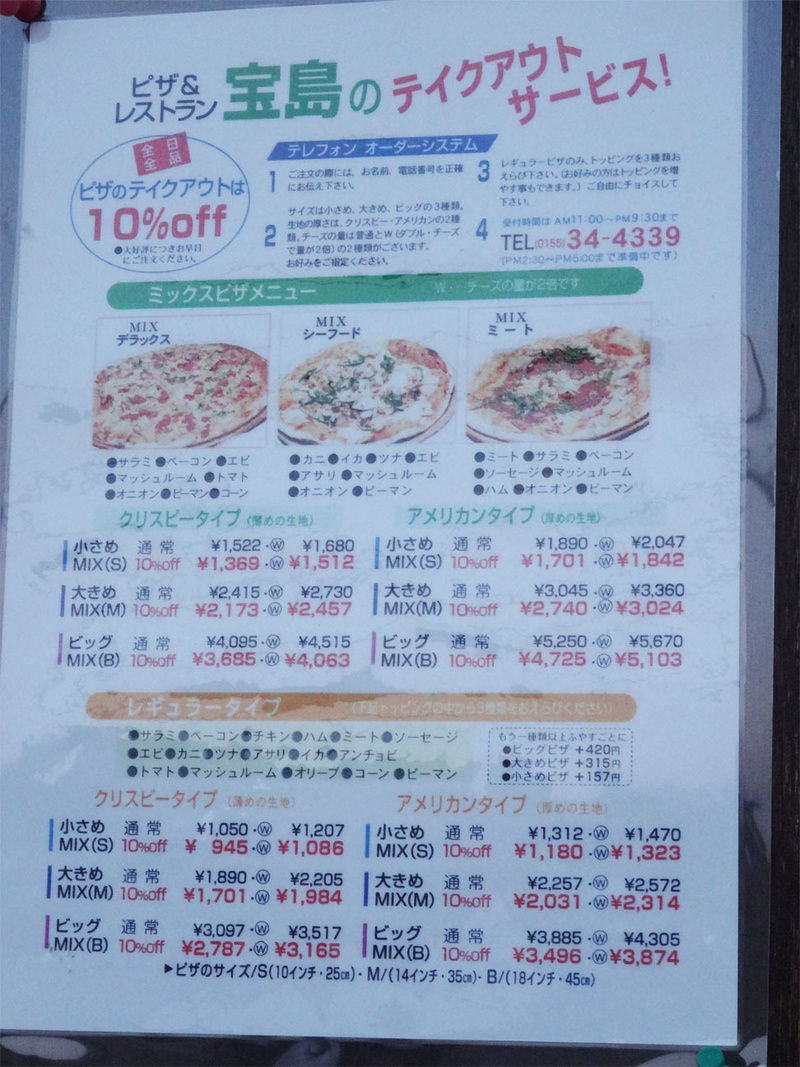 ピザ&
レストラン
宝島の
テイクアウト
サービス!
全日
全品
ピザのテイクアウトは
10%off
●大好評につきお早目
にご注文ください。
テレフォン オーダーシステム
1 ご注文の際には、お名前、電話番号を正確
にお伝え下さい。
2 サイズは小さめ、大きめ、ビッグの3種類。
生地の厚さは、クリスピー・アメリカンの2種
類。チーズの量は普通とW(ダブル・チーズ
で量が2倍)の2種類がございます。
お好みをご指定ください。
3 レギュラーピザのみ、トッピングを3種類お
えらび下さい。(お好みの方はトッピングを増
やす事もできます。)ご自由にチョイスして
下さい。
4 受付時間は AM11:00~PM9:30まで
TEL(0155)34-4339
(PM2:30~PM5:00まで準備中です)
ミックスピザメニュー
W…チーズの量が2倍です
MIX
デラックス
MIX
シーフード
MIX
ミート
●サラミ●ベーコン●エビ
●マッシュルーム ●トマト
●オニオン●ピーマン●コーン
●カニ●イカ●ツナ●エビ
●アサリ●マッシュルーム
●オニオン●ピーマン
●ミート●サラミ●ベーコン
●ソーセージ●マッシュルーム
●ハム●オニオン●ピーマン
クリスピータイプ(薄めの生地)
小さめ 通常 ¥1,522・Ⓦ ¥1,680
MIX(S) 10%off ¥1,369・Ⓦ ¥1,512
大きめ 通常 ¥2,415・Ⓦ ¥2,730
MIX(M) 10%off ¥2,173・Ⓦ ¥2,457
ビッグ 通常 ¥4,095・Ⓦ ¥4,515
MIX(B) 10%off ¥3,685・Ⓦ ¥4,063
アメリカンタイプ(厚めの生地)
小さめ 通常 ¥1,890・Ⓦ ¥2,047
MIX(S) 10%off ¥1,701・Ⓦ ¥1,842
大きめ 通常 ¥3,045・Ⓦ ¥3,360
MIX(M) 10%off ¥2,740・Ⓦ ¥3,024
ビッグ 通常 ¥5,250・Ⓦ ¥5,670
MIX(B) 10%off ¥4,725・Ⓦ ¥5,103
レギュラータイプ
(下記トッピングの中から3種類をおえらびください)
●サラミ●ベーコン●チキン●ハム●ミート●ソーセージ
●エビ●カニ●ツナ●アサリ●イカ●アンチョビ
●トマト●マッシュルーム●オリーブ●コーン●ピーマン
もう一種類以上ふやすごとに
●ビッグピザ +420円
●大きめピザ +315円
●小さめピザ +157円
クリスピータイプ(薄めの生地)
小さめ 通常 ¥1,050・Ⓦ ¥1,207
MIX(S) 10%off ¥ 945・Ⓦ ¥1,086
大きめ 通常 ¥1,890・Ⓦ ¥2,205
MIX(M) 10%off ¥1,701・Ⓦ ¥1,984
ビッグ 通常 ¥3,097・Ⓦ ¥3,517
MIX(B) 10%off ¥2,787・Ⓦ ¥3,165
アメリカンタイプ(厚めの生地)
小さめ 通常 ¥1,312・Ⓦ ¥1,470
MIX(S) 10%off ¥1,180・Ⓦ ¥1,323
大きめ 通常 ¥2,257・Ⓦ ¥2,572
MIX(M) 10%off ¥2,031・Ⓦ ¥2,314
ビッグ 通常 ¥3,885・Ⓦ ¥4,305
MIX(B) 10%off ¥3,496・Ⓦ ¥3,874
▶ピザのサイズ/S(10インチ・25㎝)・M/(14インチ・35㎝)・B/(18インチ・45㎝)